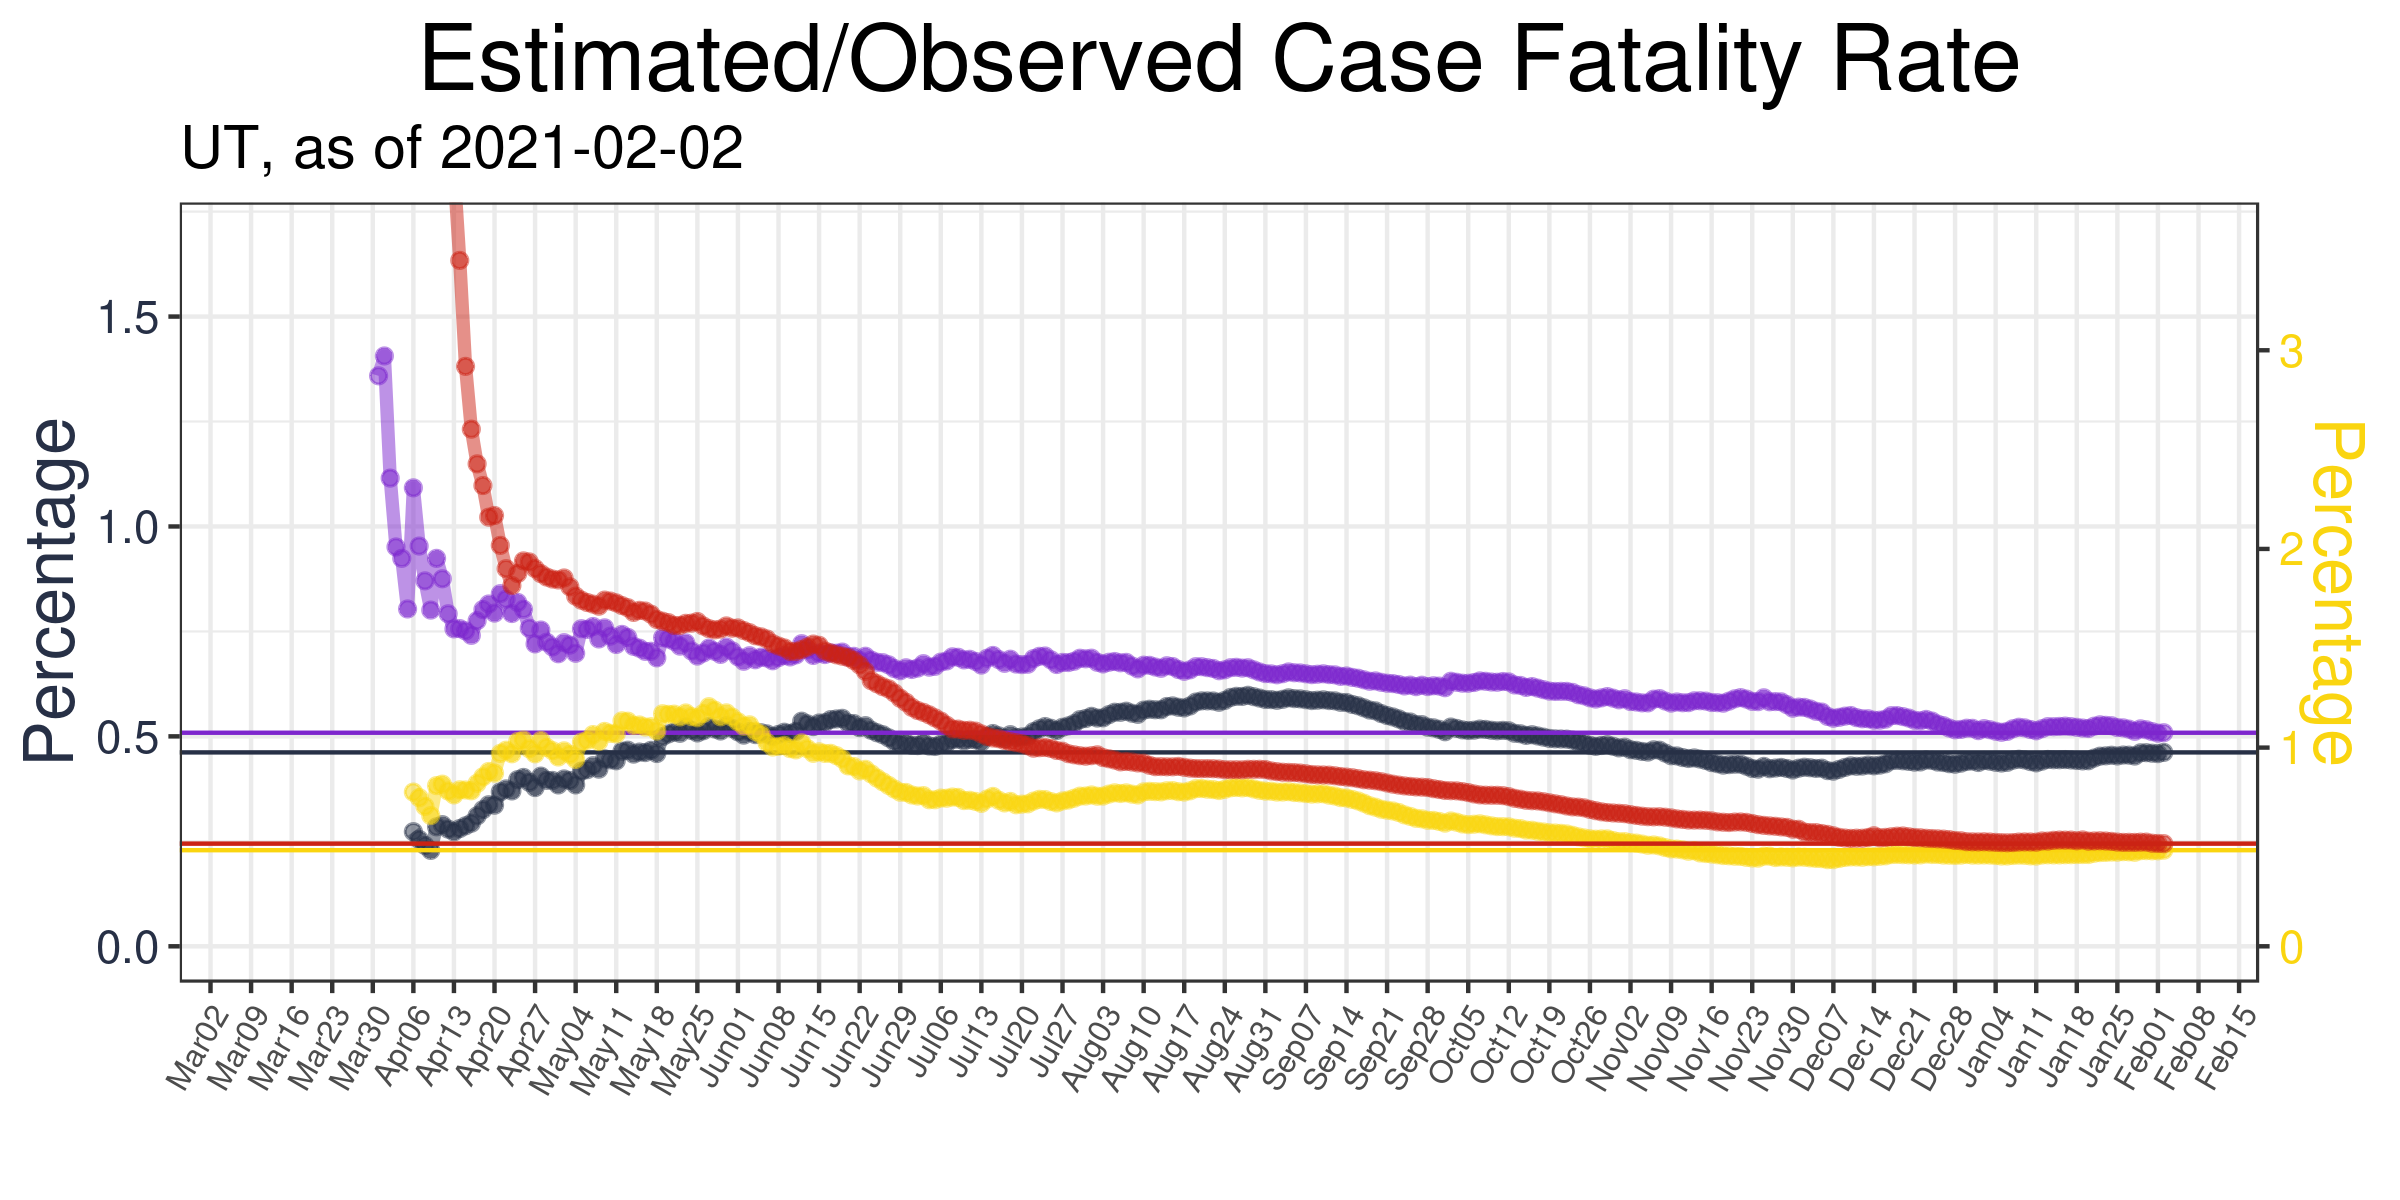 Estimated/Observed Case Fatality Rate
UT, as of 2021-02-02
Percentage
1.5
1.0
0.5
0.0
3
2
1
0
Percentage
Mar02
Mar09
Mar16
Mar23
Mar30
Apr06
Apr13
Apr20
Apr27
May04
May11
May18
May25
Jun01
Jun08
Jun15
Jun22
Jun29
Jul06
Jul13
Jul20
Jul27
Aug03
Aug10
Aug17
Aug24
Aug31
Sep07
Sep14
Sep21
Sep28
Oct05
Oct12
Oct19
Oct26
Nov02
Nov09
Nov16
Nov23
Nov30
Dec07
Dec14
Dec21
Dec28
Jan04
Jan11
Jan18
Jan25
Feb01
Feb08
Feb15